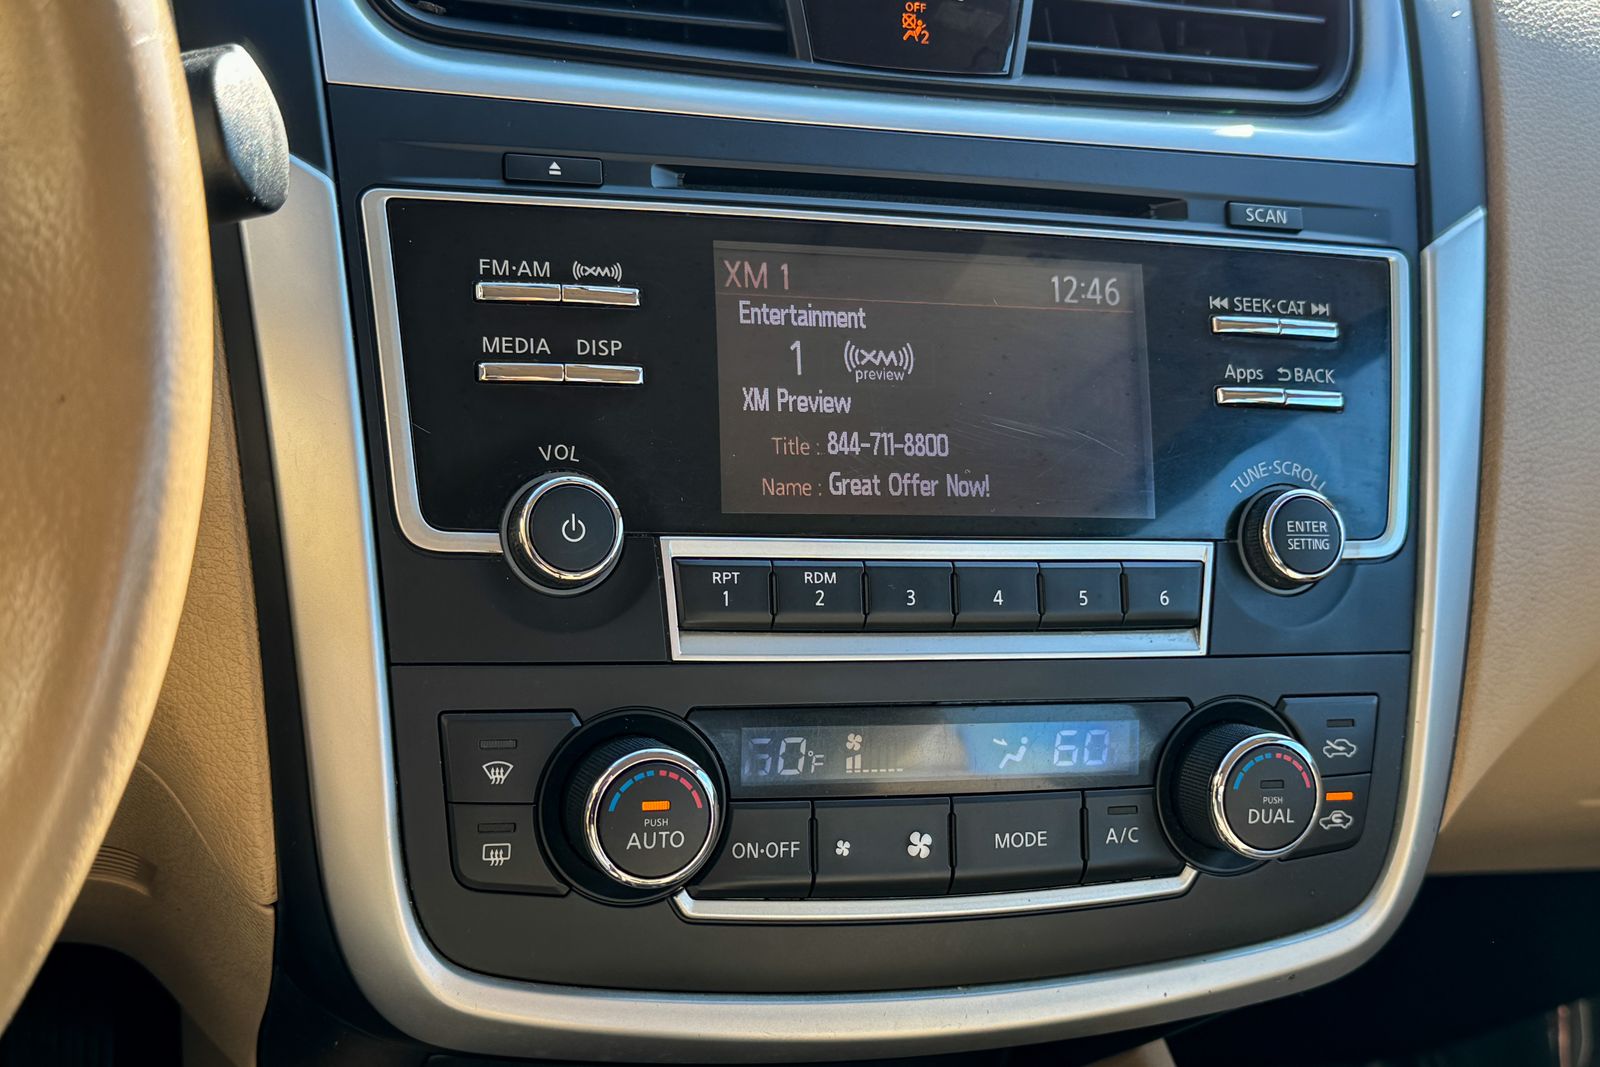 OFF
2
SCAN
FM·AM XM
MEDIA DISP
VOL
XM 1 12:46
Entertainment
1 XM
preview
XM Preview
Title : 844-711-8800
Name : Great Offer Now!
SEEK·CAT
Apps BACK
TUNE·SCROLL
ENTER
SETTING
RPT RDM
1 2 3 4 5 6
60°F 60
PUSH
AUTO
ON·OFF
MODE
A/C
PUSH
DUAL